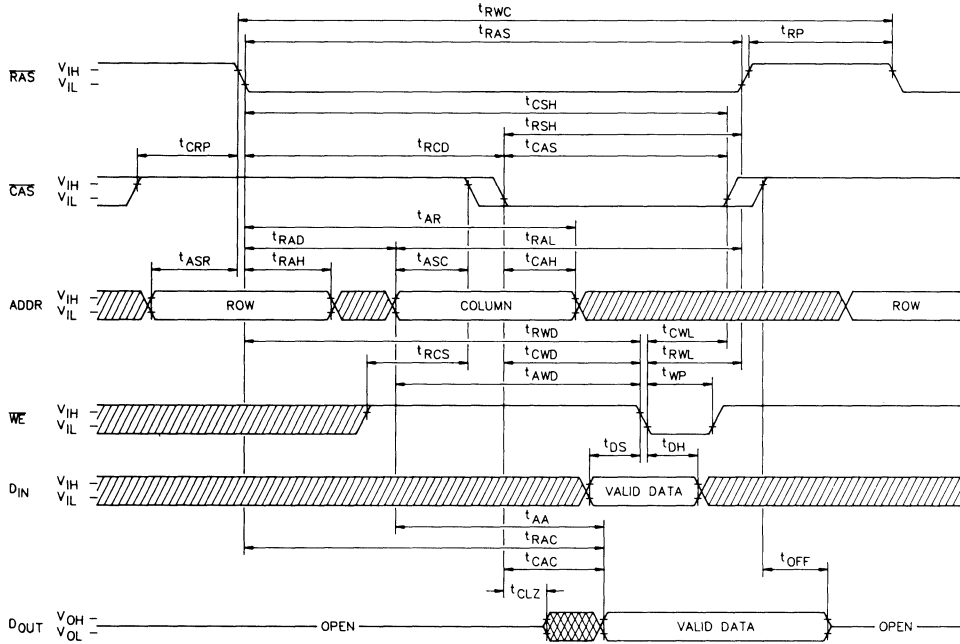 tRWC
tRAS
tRP
RAS VIH
VIL
tCSH
tRSH
tCRP tRCD tCAS
CAS VIH
VIL
tAR
tRAD tRAL
tASR tRAH tASC tCAH
ADDR VIH
VIL
ROW COLUMN ROW
tRWD tCWL
tRCS tCWD tRWL
tAWD tWP
WE VIH
VIL
tDS tDH
DIN VIH
VIL
VALID DATA
tAA
tRAC
tCAC tOFF
tCLZ
DOUT VOH
VOL
OPEN VALID DATA OPEN